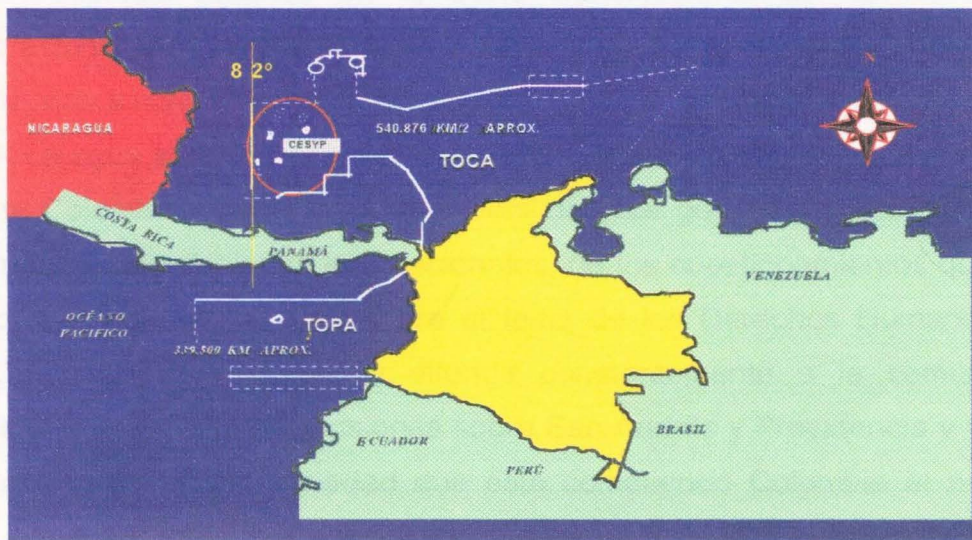 N
8 2º
NICARAGUA
540.876 KM/2 APROX.
CESYP
TOCA
COSTA RICA
PANAMÁ
VENEZUELA
OCÉANO
PACIFICO
TOPA
339.500 KM APROX.
ECUADOR
BRASIL
PERÚ